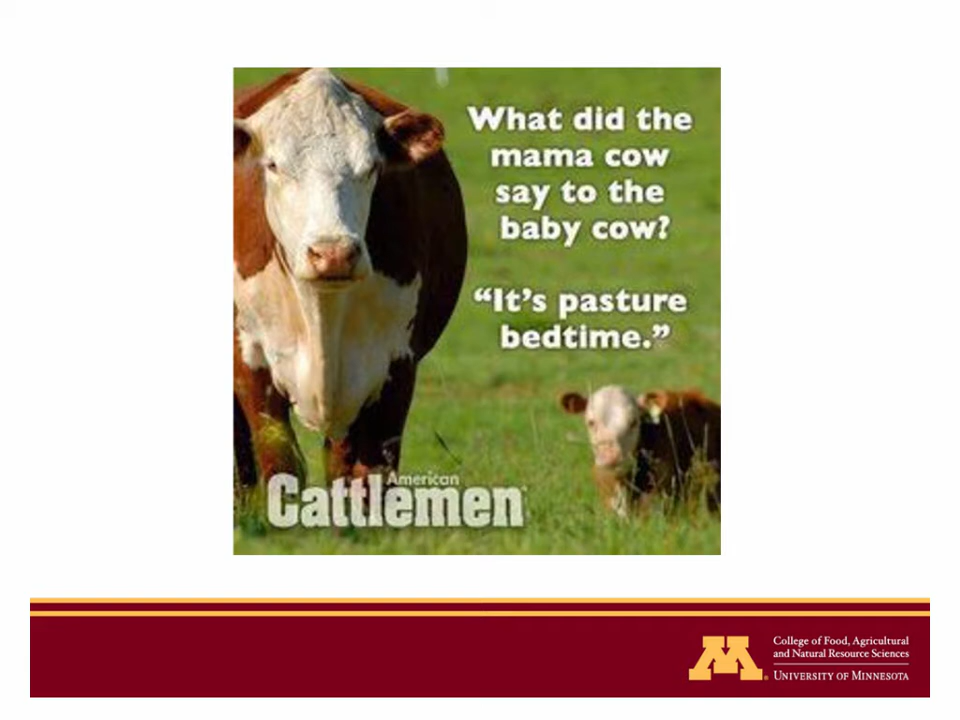 What did the
mama cow
say to the
baby cow?
“It’s pasture
bedtime.”
American
Cattlemen
M
College of Food, Agricultural
and Natural Resource Sciences
UNIVERSITY OF MINNESOTA